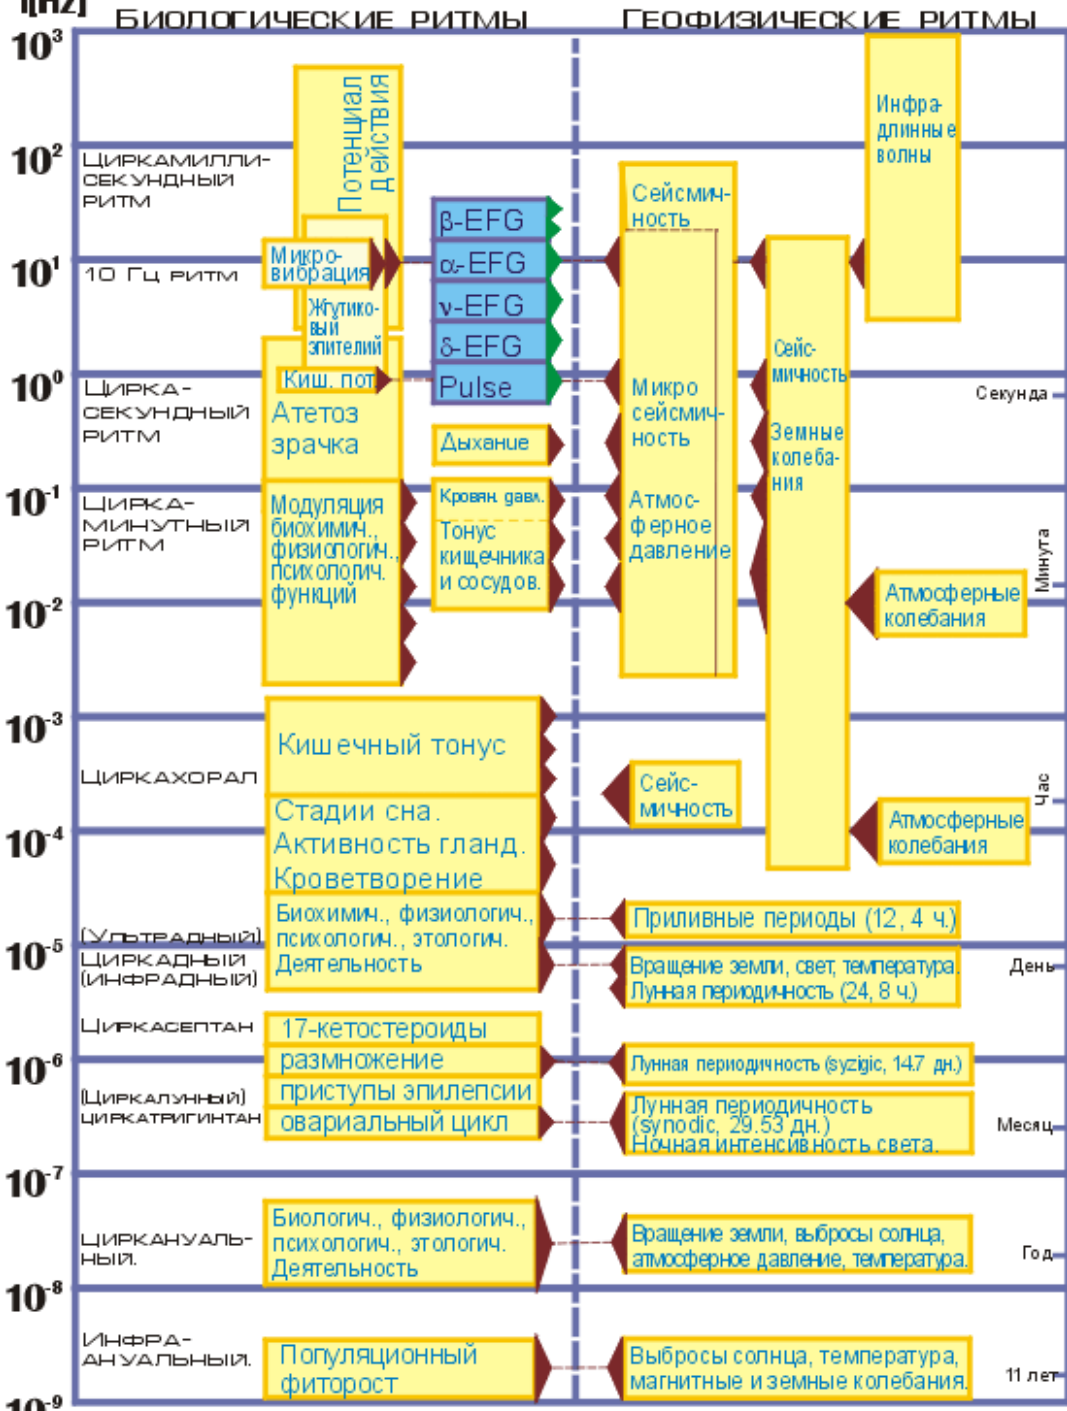 f[Hz]
Биологические ритмы
Геофизические ритмы
10³
Потенциал
действия
Инфра-
длинные
волны
10²
Циркамилли-
секундный
ритм
Сейсмич-
ность
β-EFG
10¹
10 Гц ритм
Микро-
вибрация
α-EFG
Жгутико-
вый
эпителий
ν-EFG
δ-EFG
Сейс-
мичность
10⁰
Киш. пот.
Pulse
Секунда
Цирка-
секундный
ритм
Атетоз
зрачка
Дыхание
Микро
сейсмич-
ность
Земные
колеба-
ния
10⁻¹
Цирка-
минутный
ритм
Модуляция
биохимич.,
физиологич.,
психологич.
функций
Кровян. давл.
Тонус
кищечника
и сосудов.
Атмос-
ферное
давление
Минута
10⁻²
Атмосферные
колебания
10⁻³
Циркахорал
Кишечный тонус
Сейс-
мичность
Час
10⁻⁴
Стадии сна.
Активность гланд.
Кроветворение
Атмосферные
колебания
(Ультрадный)
10⁻⁵
Циркадный
(инфрадный)
Биохимич., физиологич.,
психологич., этологич.
Деятельность
Приливные периоды (12, 4 ч.)
Вращение земли, свет, температура.
Лунная периодичность (24, 8 ч.)
День
Циркасептан
17-кетостероиды
10⁻⁶
размножение
Лунная периодичность (syzigic, 14.7 дн.)
(Циркалунный)
циркатригинтан
приступы эпилепсии
овариальный цикл
Лунная периодичность
(synodic, 29.53 дн.)
Ночная интенсивность света.
Месяц
10⁻⁷
Циркануаль-
ный.
Биологич., физиологич.,
психологич., этологич.
Деятельность
Вращение земли, выбросы солнца,
атмосферное давление, температура.
Год
10⁻⁸
Инфра-
ануальный.
Популяционный
фиторост
Выбросы солнца, температура,
магнитные и земные колебания.
11 лет
10⁻⁹